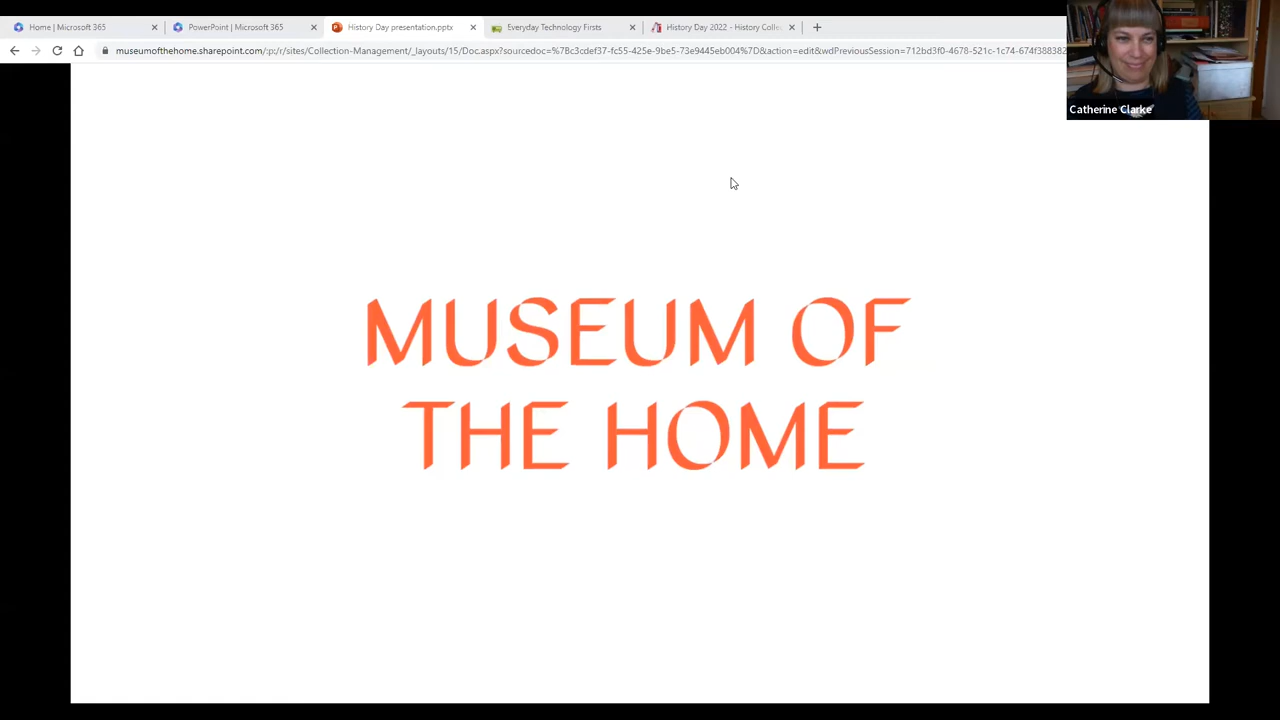 Home | Microsoft 365
PowerPoint | Microsoft 365
History Day presentation.pptx
Everyday Technology Firsts
History Day 2022 - History Colle
museumofthehome.sharepoint.com/:p:/r/sites/Collection-Management/_layouts/15/Doc.aspx?sourcedoc=%7Bc3cdef37-fc55-425e-9be5-73e9445eb004%7D&action=edit&wdPreviousSession=712bd3f0-4678-521c-1c74-674f388382
Catherine Clarke
MUSEUM OF
THE HOME